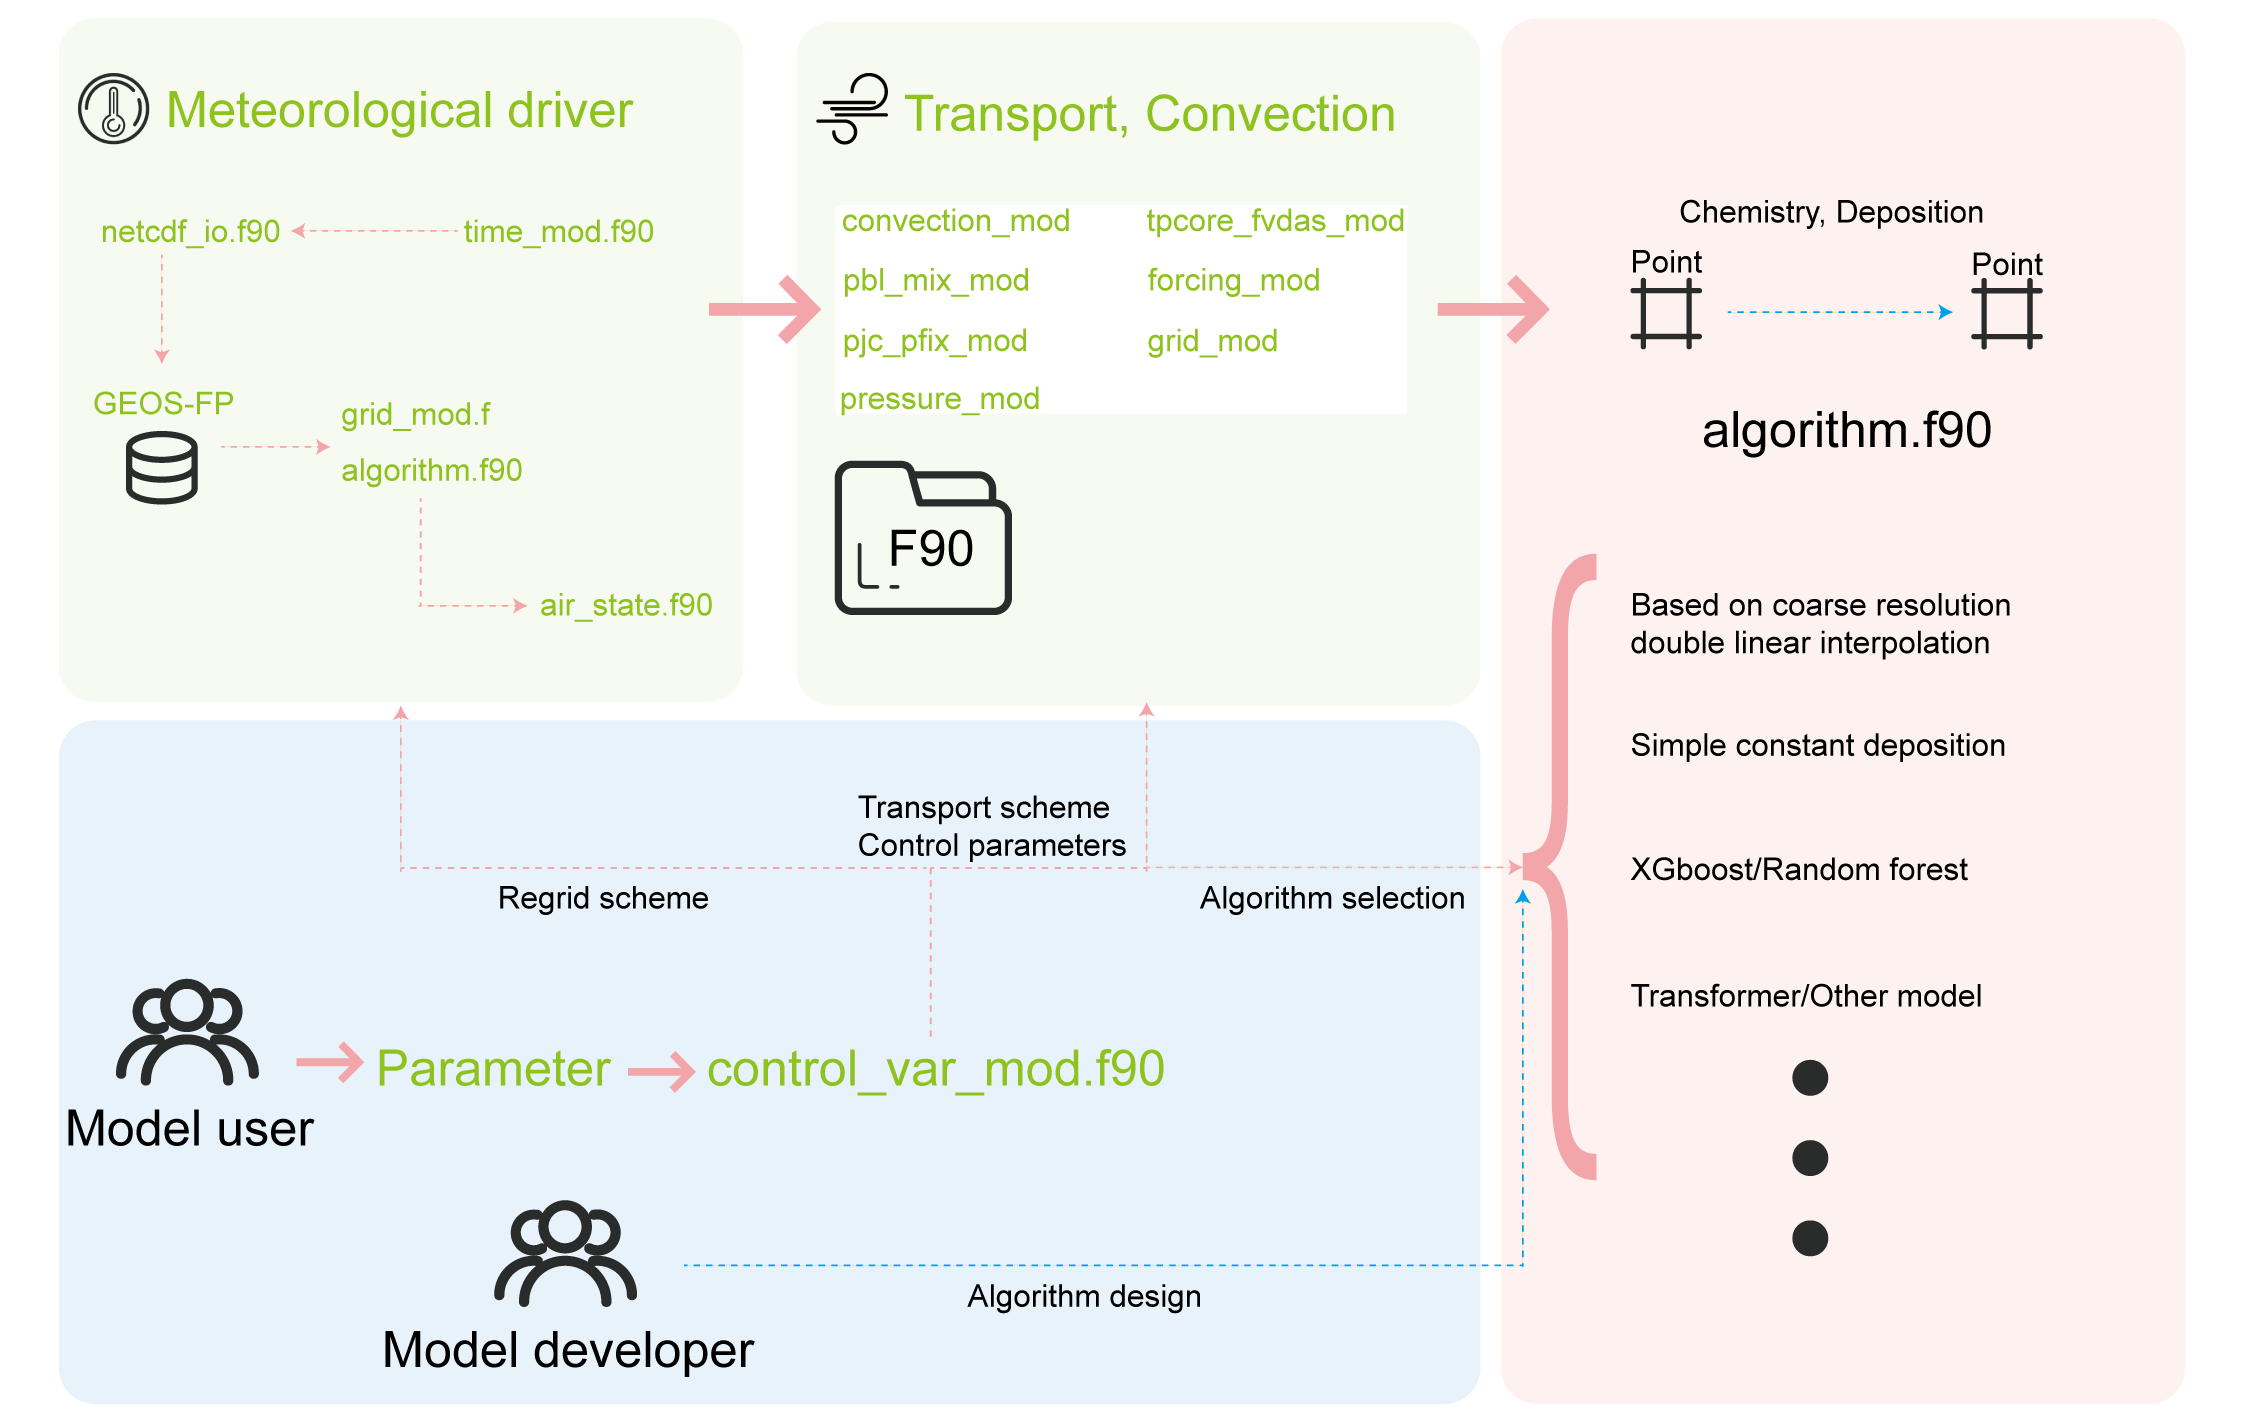 Meteorological driver
netcdf_io.f90
time_mod.f90
GEOS-FP
grid_mod.f
algorithm.f90
air_state.f90
Transport, Convection
convection_mod
tpcore_fvdas_mod
pbl_mix_mod
forcing_mod
pjc_pfix_mod
grid_mod
pressure_mod
F90
Chemistry, Deposition
Point
Point
algorithm.f90
Based on coarse resolution
double linear interpolation
Simple constant deposition
XGboost/Random forest
Transformer/Other model
Transport scheme
Control parameters
Regrid scheme
Algorithm selection
Parameter
control_var_mod.f90
Model user
Algorithm design
Model developer